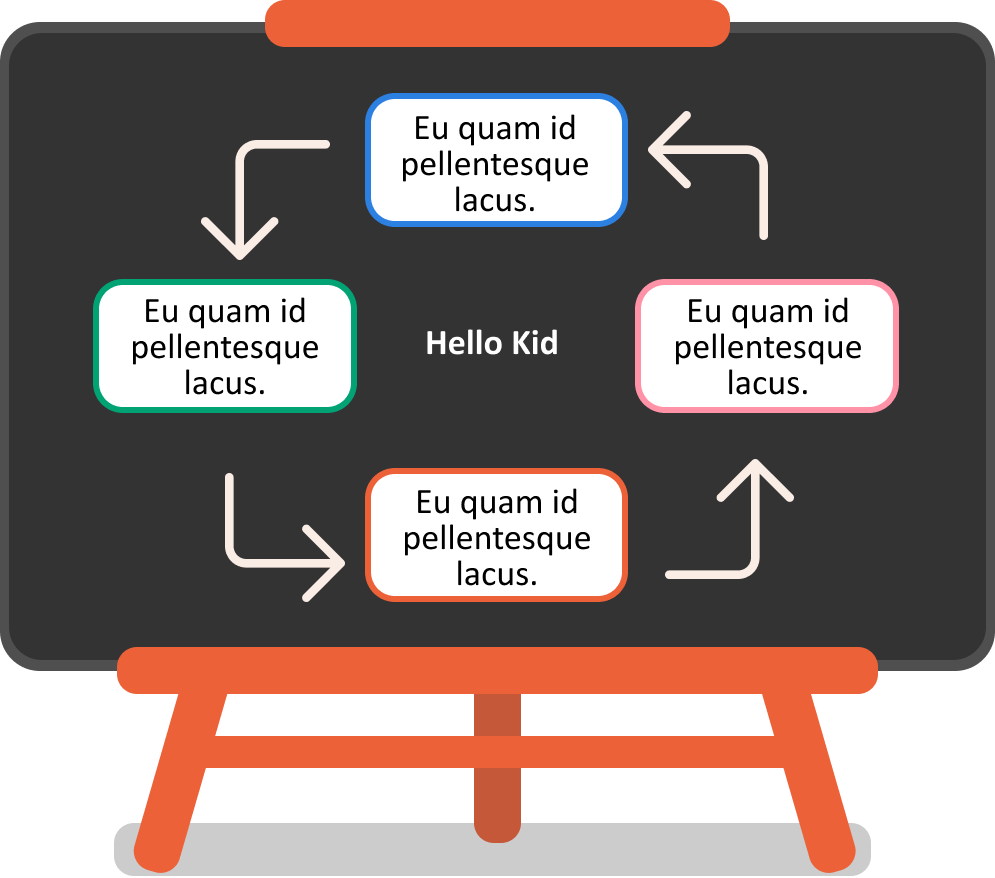 Eu quam id
pellentesque
lacus.
Eu quam id
pellentesque
lacus.
Hello Kid
Eu quam id
pellentesque
lacus.
Eu quam id
pellentesque
lacus.